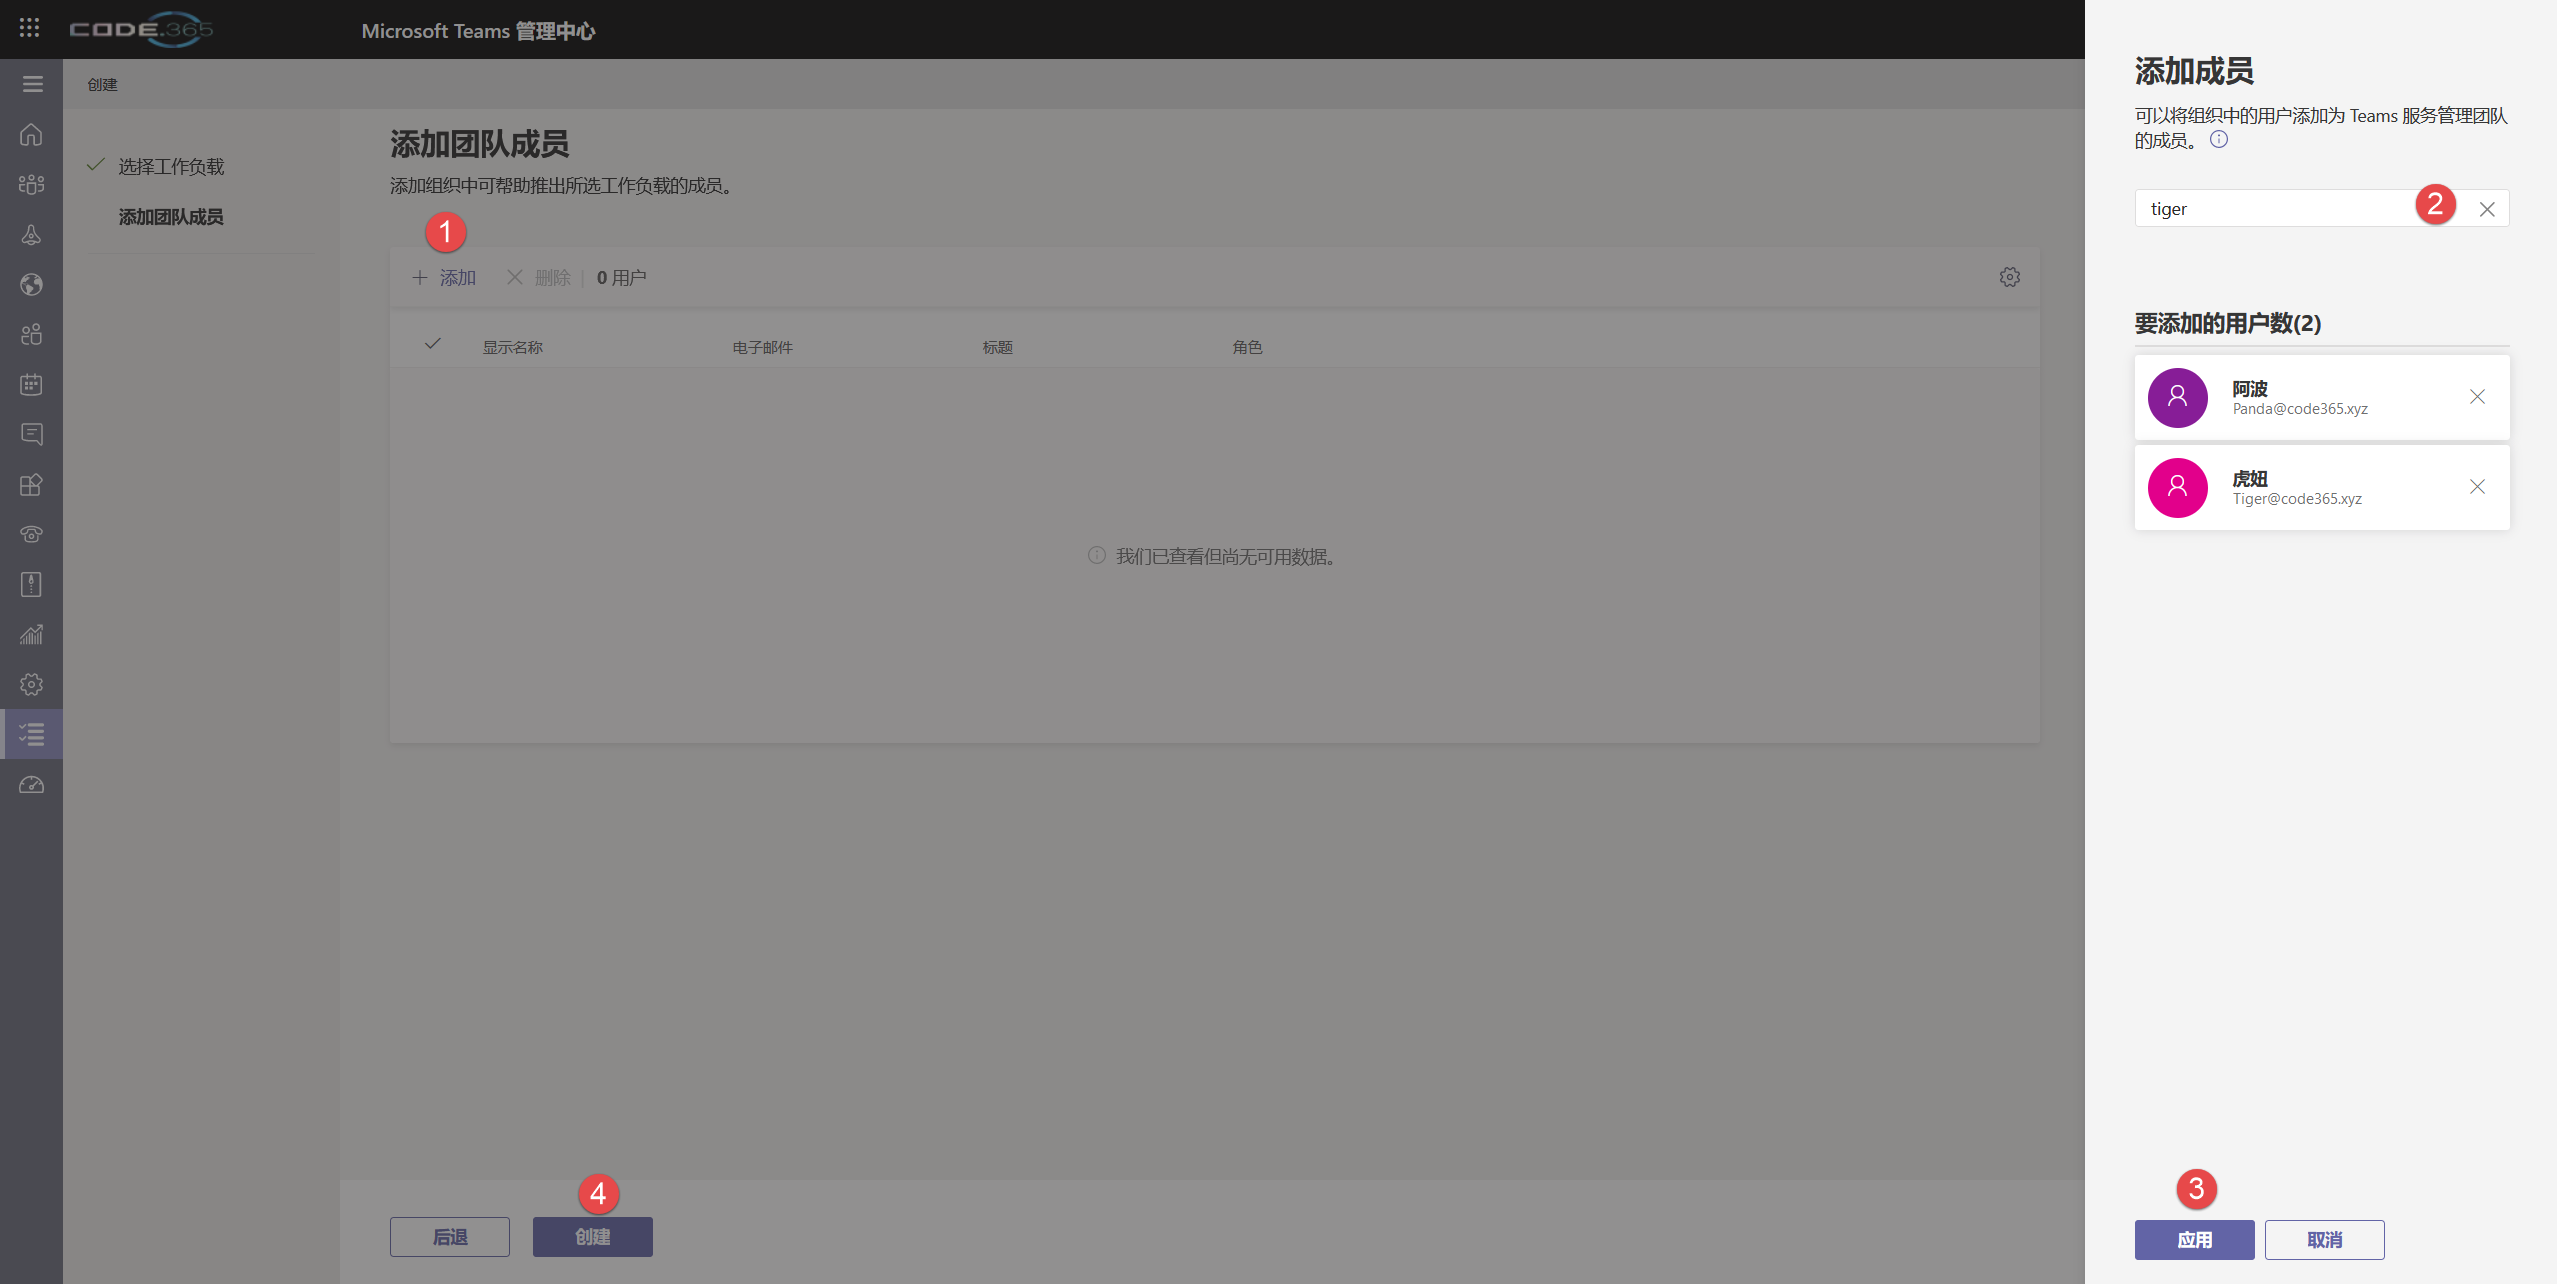 CODE.365
Microsoft Teams 管理中心
创建
选择工作负载
添加团队成员
添加团队成员
添加组织中可帮助推出所选工作负载的成员。
1
添加
删除
0 用户
显示名称
电子邮件
标题
角色
我们已查看但尚无可用数据。
4
后退
创建
添加成员
可以将组织中的用户添加为 Teams 服务管理团队
的成员。
tiger
2
要添加的用户数(2)
阿波
Panda@code365.xyz
虎妞
Tiger@code365.xyz
3
应用
取消